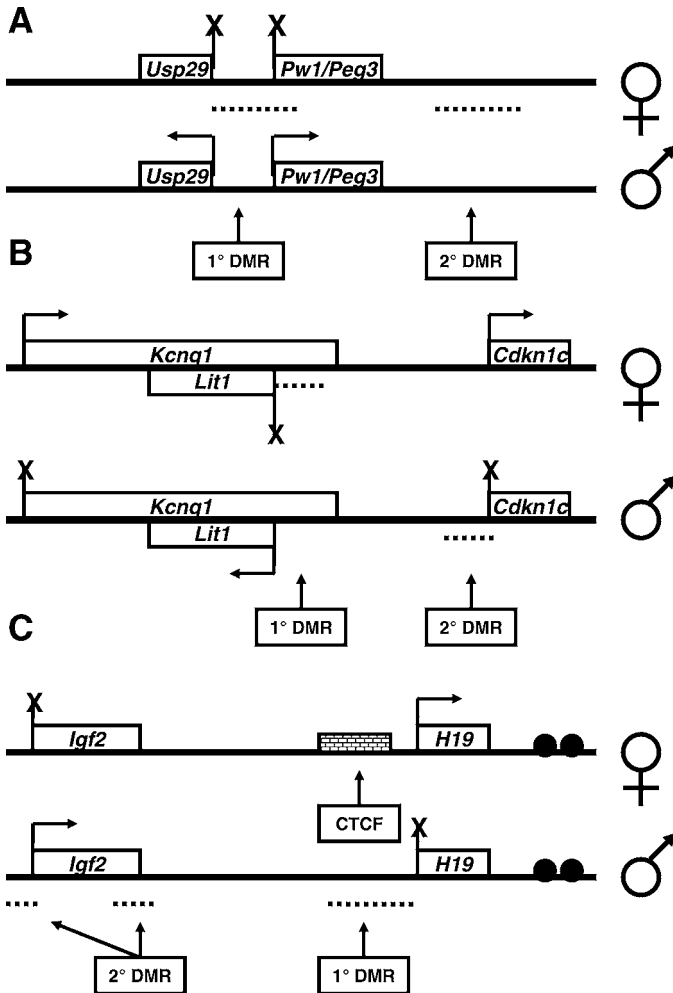 A
X X
Usp29 Pw1/Peg3
Usp29 Pw1/Peg3
1° DMR 2° DMR
B
Kcnq1 Cdkn1c
Lit1
X
X X
Kcnq1 Cdkn1c
Lit1
1° DMR 2° DMR
C
X
Igf2 H19
CTCF
X
Igf2 H19
2° DMR 1° DMR